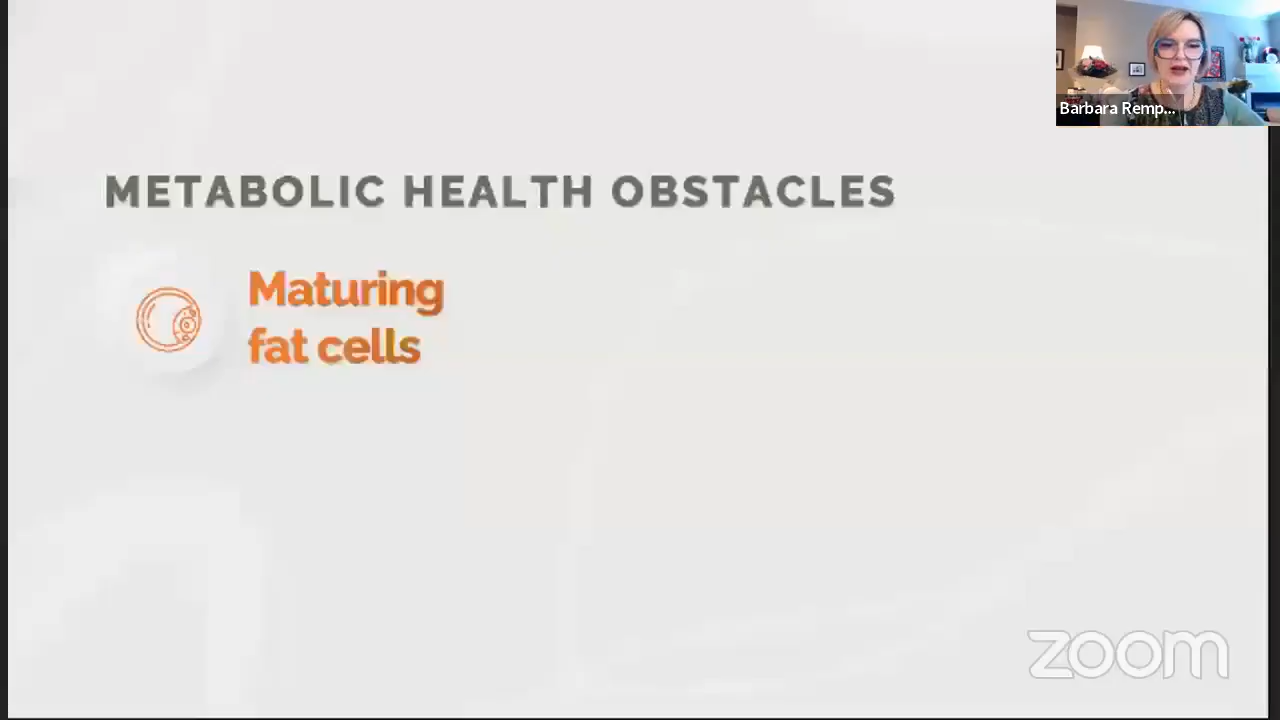 Barbara Remp...
METABOLIC HEALTH OBSTACLES
Maturing
fat cells
zoom